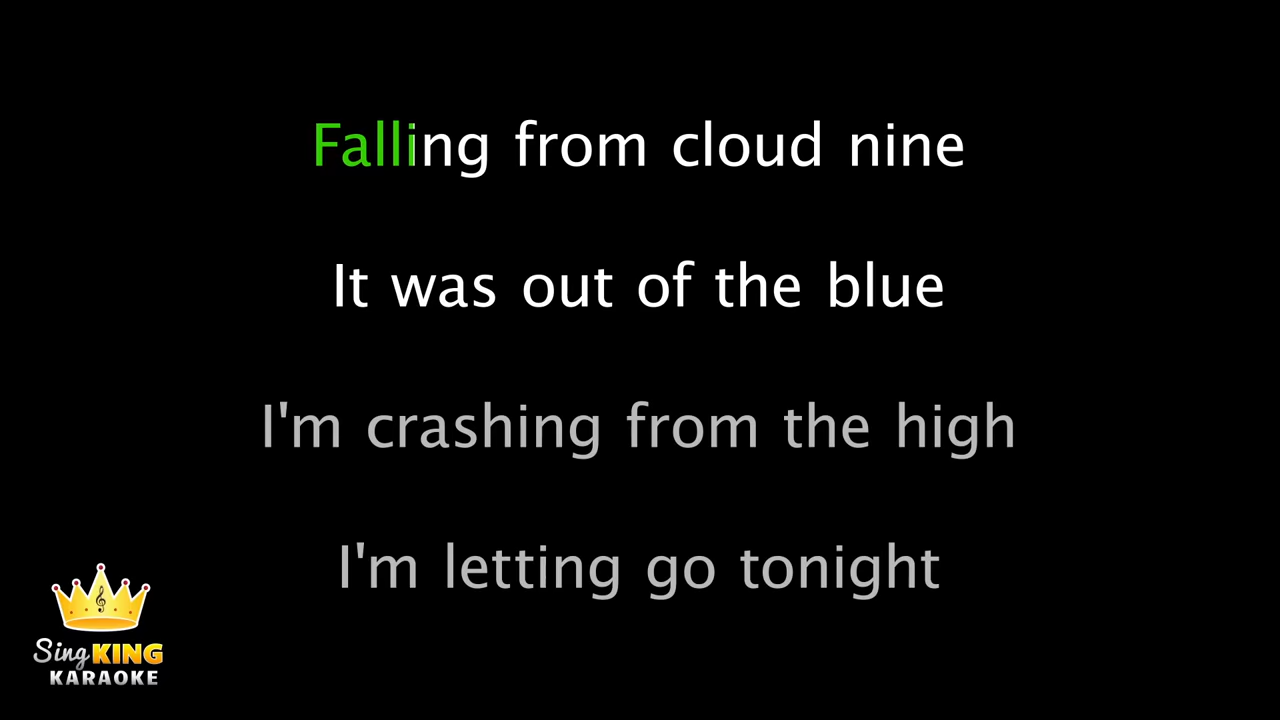 Falling from cloud nine
It was out of the blue
I'm crashing from the high
I'm letting go tonight
Sing KING
KARAOKE